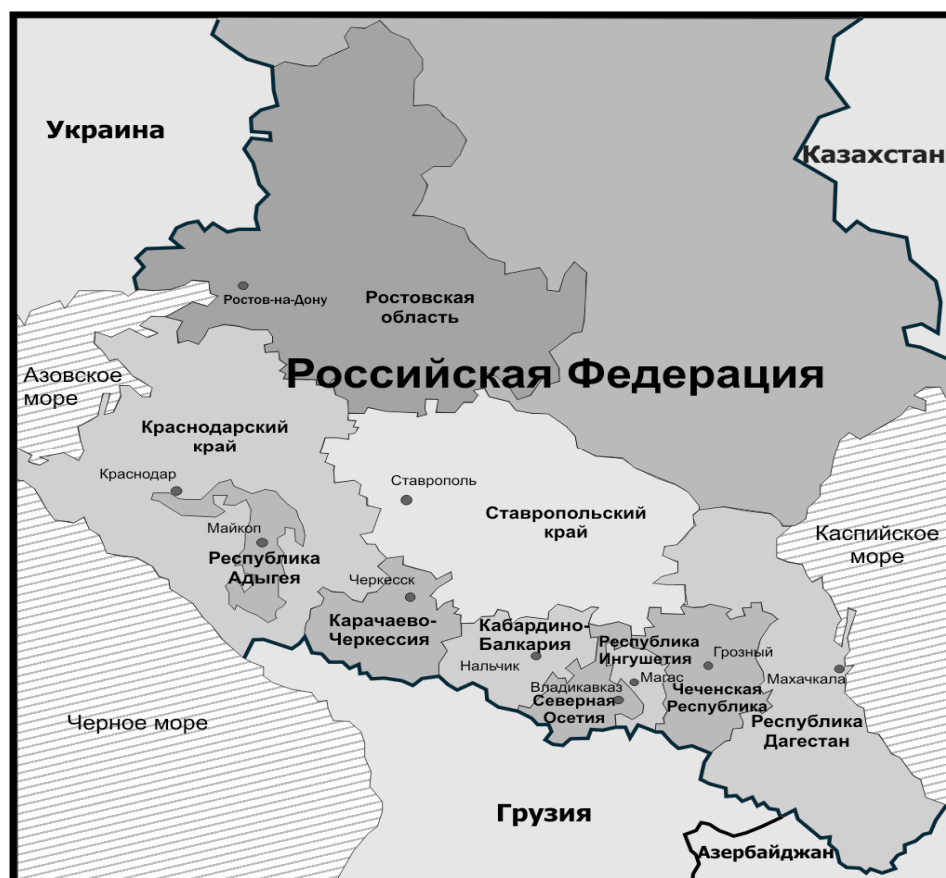 Украина
Казахстан
Ростов-на-Дону
Ростовская
область
Российская Федерация
Азовское
море
Краснодарский
край
Краснодар
Ставрополь
Ставропольский
край
Майкоп
Республика
Адыгея
Каспийское
море
Черкесск
Карачаево-
Черкессия
Кабардино-
Балкария
Нальчик
Республика
Ингушетия
Магас
Грозный
Владикавказ
Северная
Осетия
Чеченская
Республика
Махачкала
Республика
Дагестан
Черное море
Грузия
Азербайджан